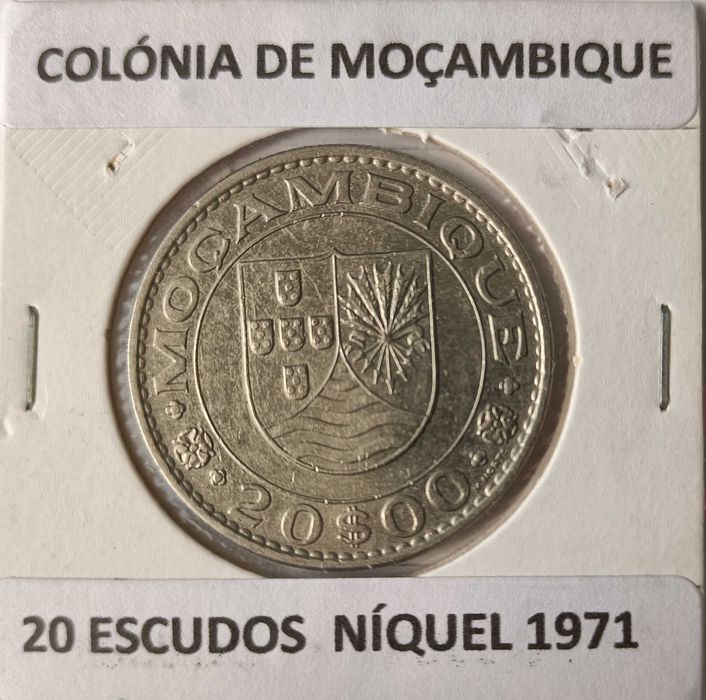 COLÓNIA DE MOÇAMBIQUE
MOÇAMBIQUE
20$00
20 ESCUDOS NÍQUEL 1971